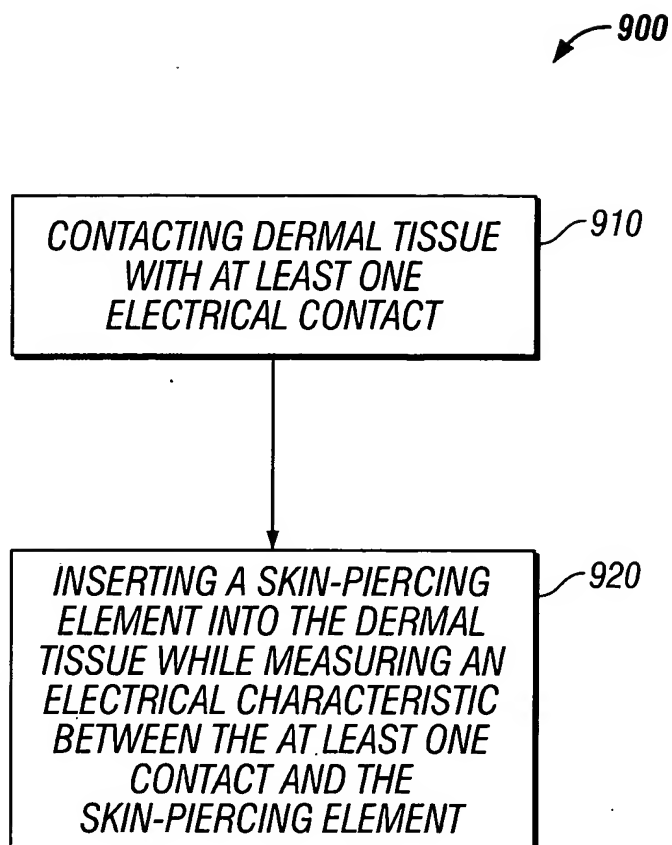 900
CONTACTING DERMAL TISSUE
WITH AT LEAST ONE
ELECTRICAL CONTACT
910
INSERTING A SKIN-PIERCING
ELEMENT INTO THE DERMAL
TISSUE WHILE MEASURING AN
ELECTRICAL CHARACTERISTIC
BETWEEN THE AT LEAST ONE
CONTACT AND THE
SKIN-PIERCING ELEMENT
920